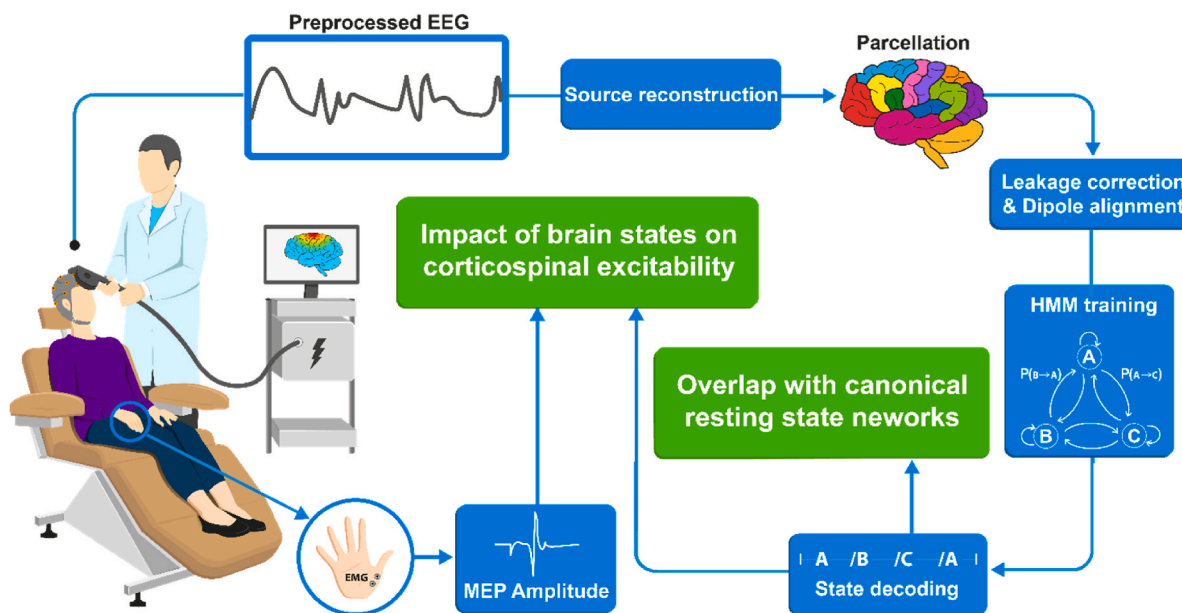 Preprocessed EEG
Source reconstruction
Parcellation
Leakage correction
& Dipole alignment
HMM training
A
P(B→A)
P(A→C)
B
C
Impact of brain states on
corticospinal excitability
Overlap with canonical
resting state neworks
EMG
MEP Amplitude
A /B /C /A
State decoding